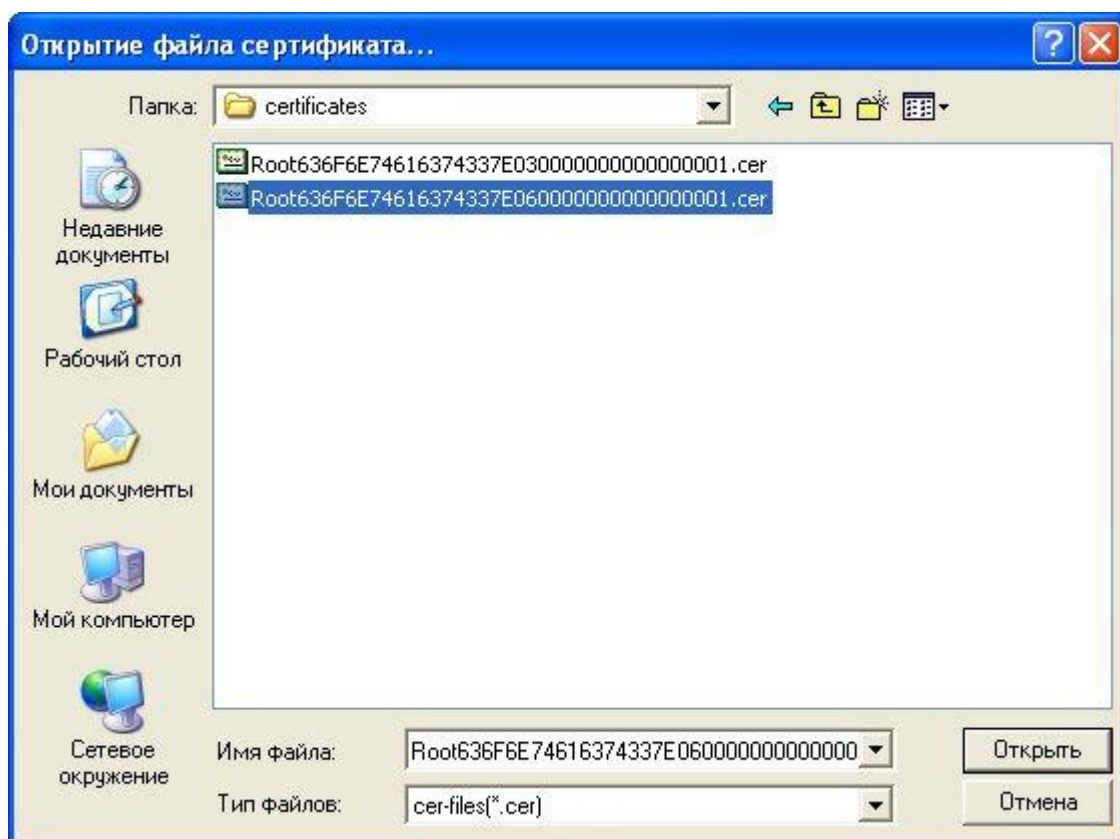 Открытие файла сертификата...
Папка: certificates
Root636F6E74616374337E030000000000000001.cer
Root636F6E74616374337E060000000000000001.cer
Недавние
документы
Рабочий стол
Мои документы
Мой компьютер
Сетевое
окружение
Имя файла: Root636F6E74616374337E060000000000000 Открыть
Тип файлов: cer-files(*.cer) Отмена